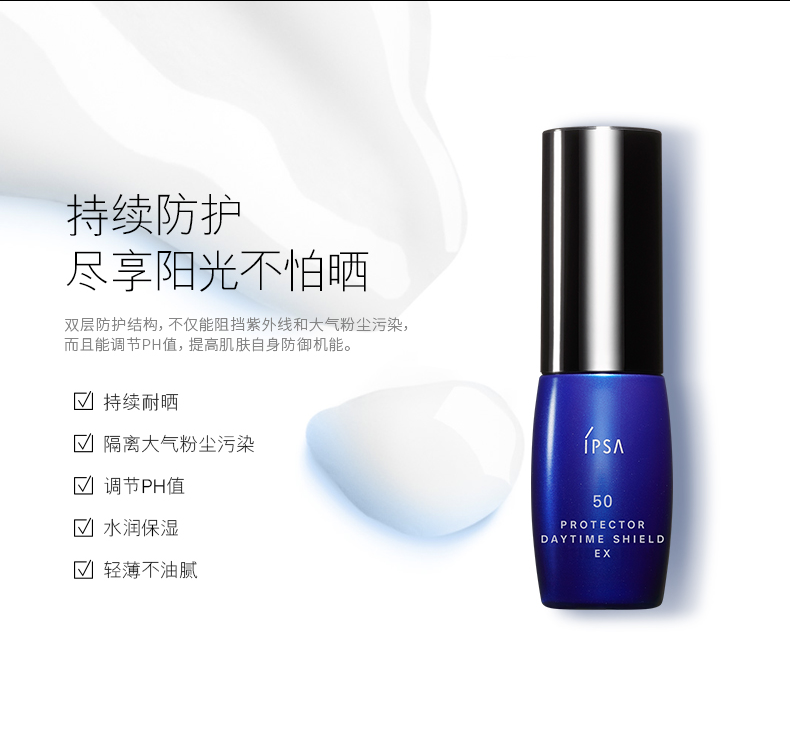 持续防护
尽享阳光不怕晒
双层防护结构,不仅能阻挡紫外线和大气粉尘污染,
而且能调节PH值,提高肌肤自身防御机能。
持续耐晒
隔离大气粉尘污染
调节PH值
水润保湿
轻薄不油腻
IPSA
50
PROTECTOR
DAYTIME SHIELD
EX